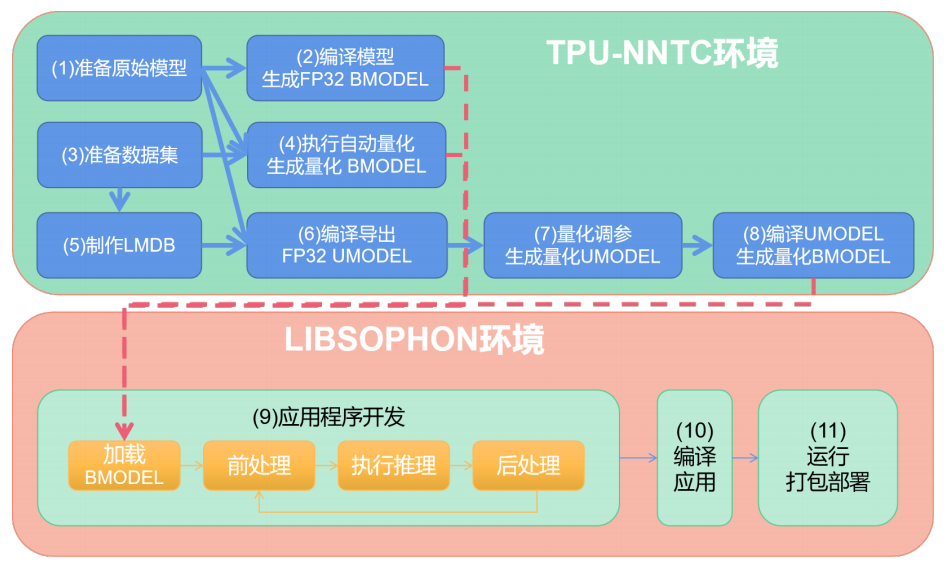 TPU-NNTC环境
(1)准备原始模型
(2)编译模型
生成FP32 BMODEL
(3)准备数据集
(4)执行自动量化
生成量化 BMODEL
(5)制作LMDB
(6)编译导出
FP32 UMODEL
(7)量化调参
生成量化UMODEL
(8)编译UMODEL
生成量化BMODEL
LIBSOPHON环境
(9)应用程序开发
加载
BMODEL
前处理
执行推理
后处理
(10)
编译
应用
(11)
运行
打包部署